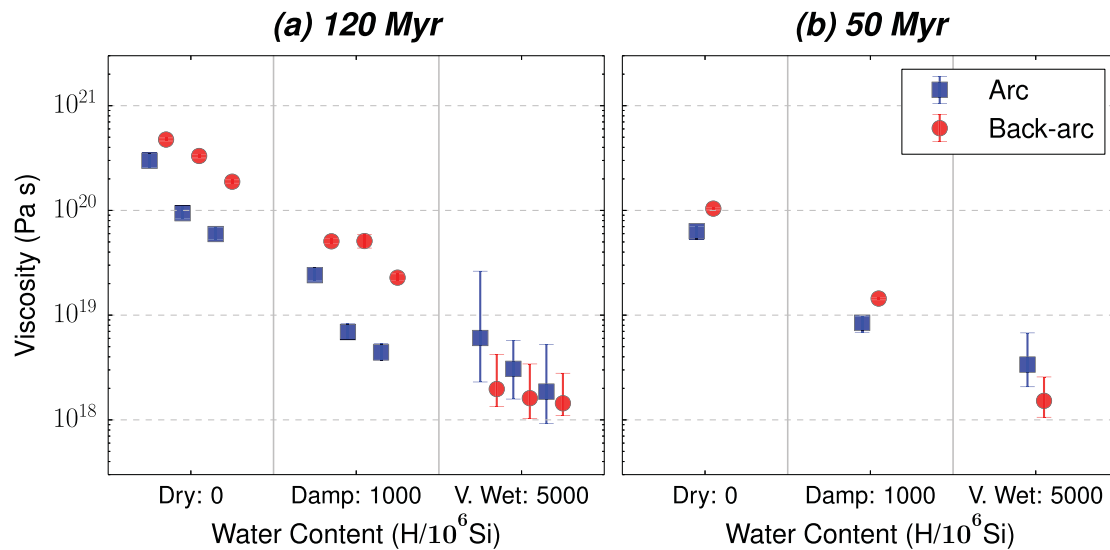 (a) 120 Myr
(b) 50 Myr
Viscosity (Pa s)
10^21
10^20
10^19
10^18
Arc
Back-arc
Dry: 0 Damp: 1000 V. Wet: 5000
Dry: 0 Damp: 1000 V. Wet: 5000
Water Content (H/10^6Si)
Water Content (H/10^6Si)